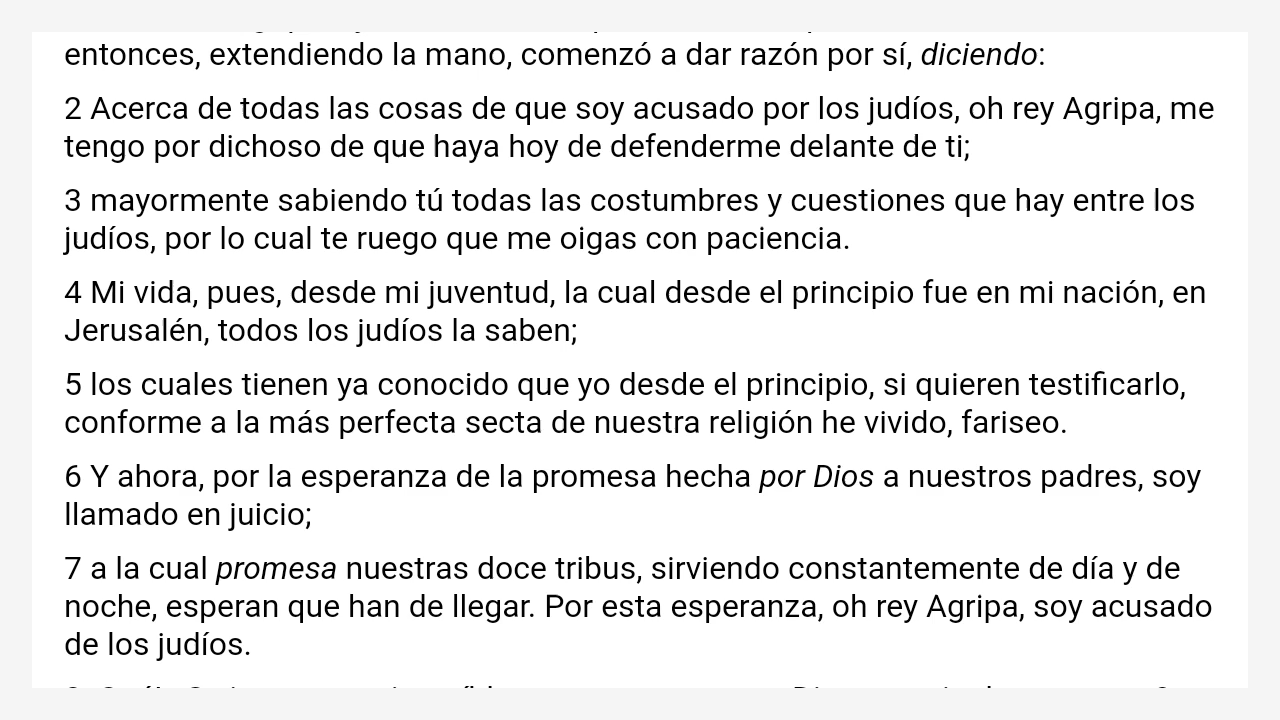 entonces, extendiendo la mano, comenzó a dar razón por sí, diciendo:
2 Acerca de todas las cosas de que soy acusado por los judíos, oh rey Agripa, me
tengo por dichoso de que haya hoy de defenderme delante de ti;
3 mayormente sabiendo tú todas las costumbres y cuestiones que hay entre los
judíos, por lo cual te ruego que me oigas con paciencia.
4 Mi vida, pues, desde mi juventud, la cual desde el principio fue en mi nación, en
Jerusalén, todos los judíos la saben;
5 los cuales tienen ya conocido que yo desde el principio, si quieren testificarlo,
conforme a la más perfecta secta de nuestra religión he vivido, fariseo.
6 Y ahora, por la esperanza de la promesa hecha por Dios a nuestros padres, soy
llamado en juicio;
7 a la cual promesa nuestras doce tribus, sirviendo constantemente de día y de
noche, esperan que han de llegar. Por esta esperanza, oh rey Agripa, soy acusado
de los judíos.